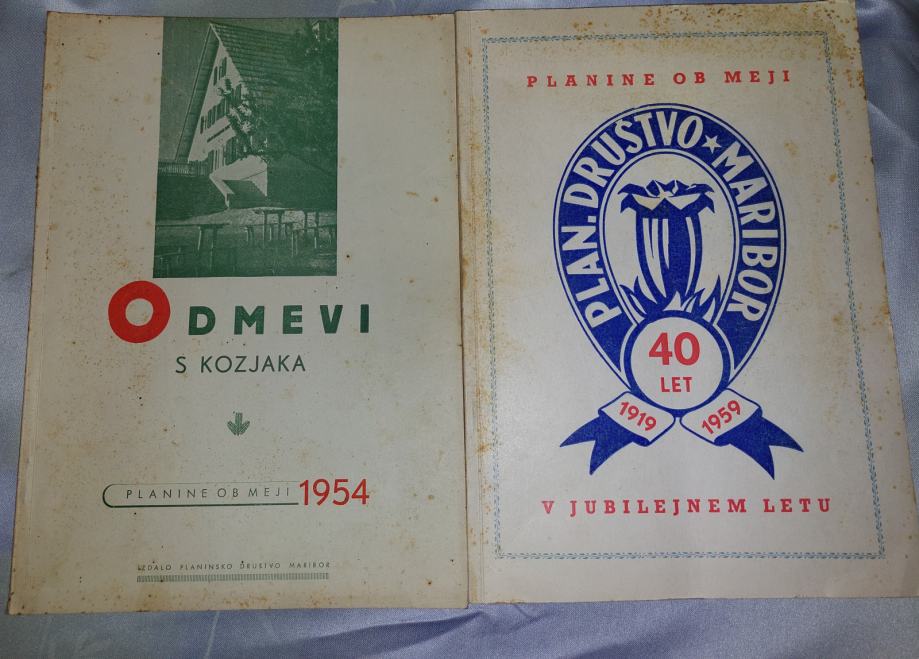 ODMEVI
S KOZJAKA
PLANINE OB MEJI 1954
IZDALO PLANINSKO DRUSTVO MARIBOR
PLANINE OB MEJI
PLAN. DRUŠTVO ★ MARIBOR
40
LET
1919 1959
V JUBILEJNEM LETU